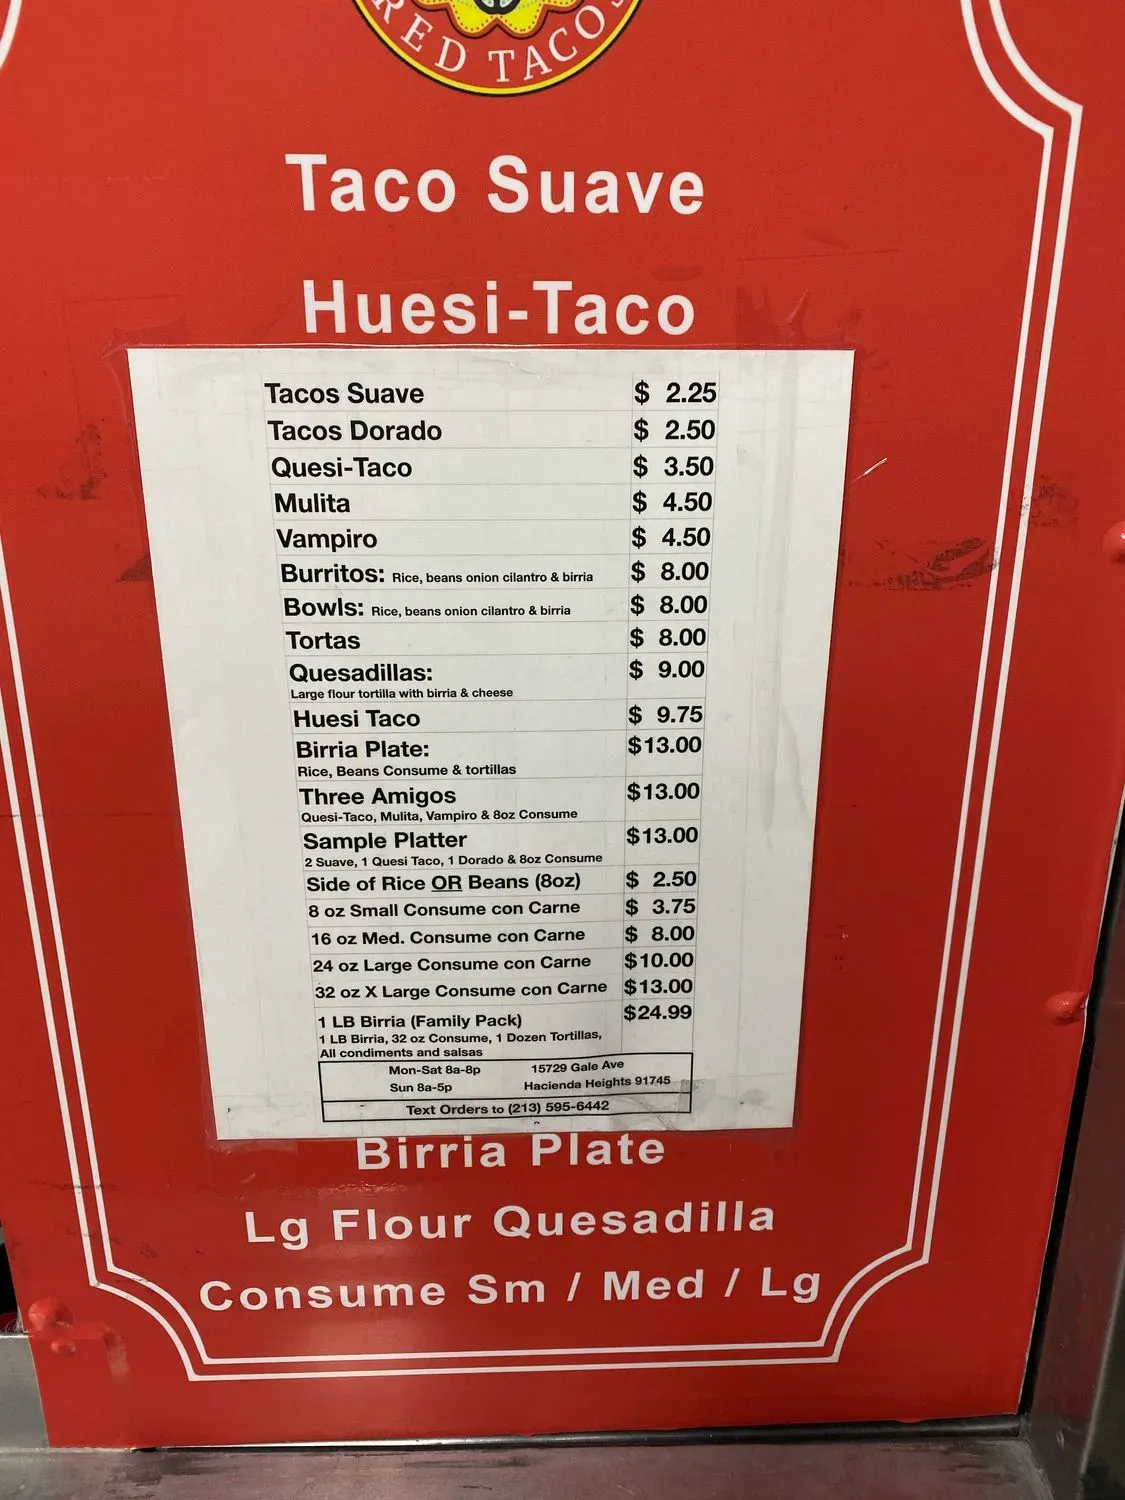 RED TACOS
Taco Suave
Huesi-Taco
Tacos Suave $ 2.25
Tacos Dorado $ 2.50
Quesi-Taco $ 3.50
Mulita $ 4.50
Vampiro $ 4.50
Burritos: Rice, beans onion cilantro & birria $ 8.00
Bowls: Rice, beans onion cilantro & birria $ 8.00
Tortas $ 8.00
Quesadillas: $ 9.00
Large flour tortilla with birria & cheese
Huesi Taco $ 9.75
Birria Plate: $13.00
Rice, Beans Consume & tortillas
Three Amigos $13.00
Quesi-Taco, Mulita, Vampiro & 8oz Consume
Sample Platter $13.00
2 Suave, 1 Quesi Taco, 1 Dorado & 8oz Consume
Side of Rice OR Beans (8oz) $ 2.50
8 oz Small Consume con Carne $ 3.75
16 oz Med. Consume con Carne $ 8.00
24 oz Large Consume con Carne $10.00
32 oz X Large Consume con Carne $13.00
1 LB Birria (Family Pack) $24.99
1 LB Birria, 32 oz Consume, 1 Dozen Tortillas,
All condiments and salsas
Mon-Sat 8a-8p 15729 Gale Ave
Sun 8a-5p Hacienda Heights 91745
Text Orders to (213) 595-6442
Birria Plate
Lg Flour Quesadilla
Consume Sm / Med / Lg